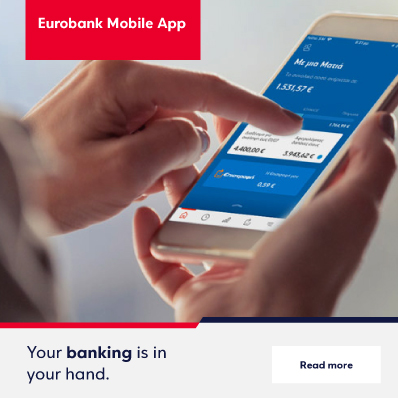 Eurobank Mobile App
Με μια Ματιά
1.531,57 €
4.400,00 €
3.943,62 €
€πιστροφή
0,59 €
Your banking is in
your hand.
Read more